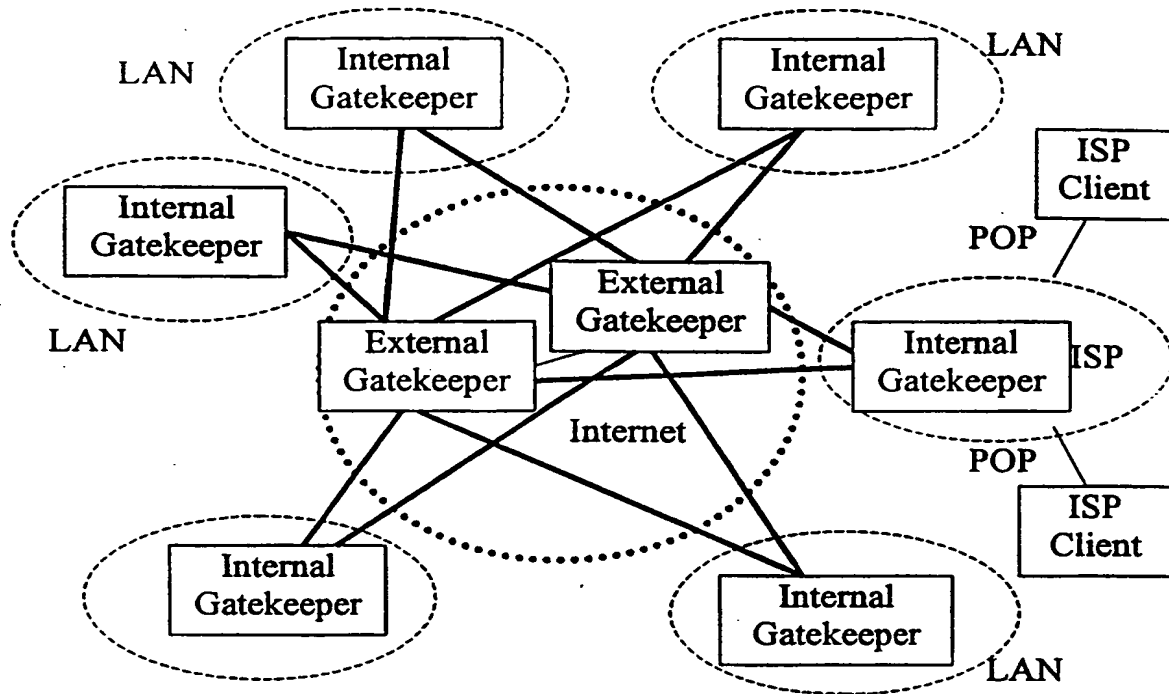 LAN
Internal
Gatekeeper
Internal
Gatekeeper
LAN
ISP
Client
Internal
Gatekeeper
POP
LAN
External
Gatekeeper
External
Gatekeeper
Internal
Gatekeeper
ISP
Internet
POP
ISP
Client
Internal
Gatekeeper
Internal
Gatekeeper
LAN